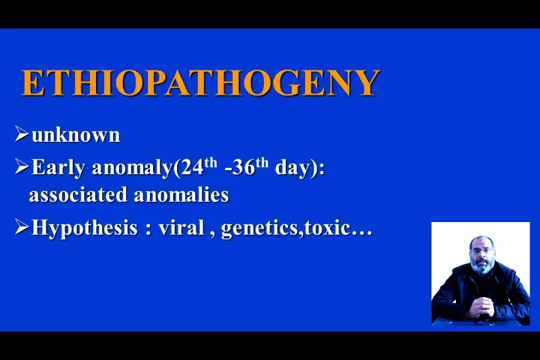 ETHIOPATHOGENY
➢unknown
➢Early anomaly(24th -36th day):
associated anomalies
➢Hypothesis : viral , genetics,toxic…